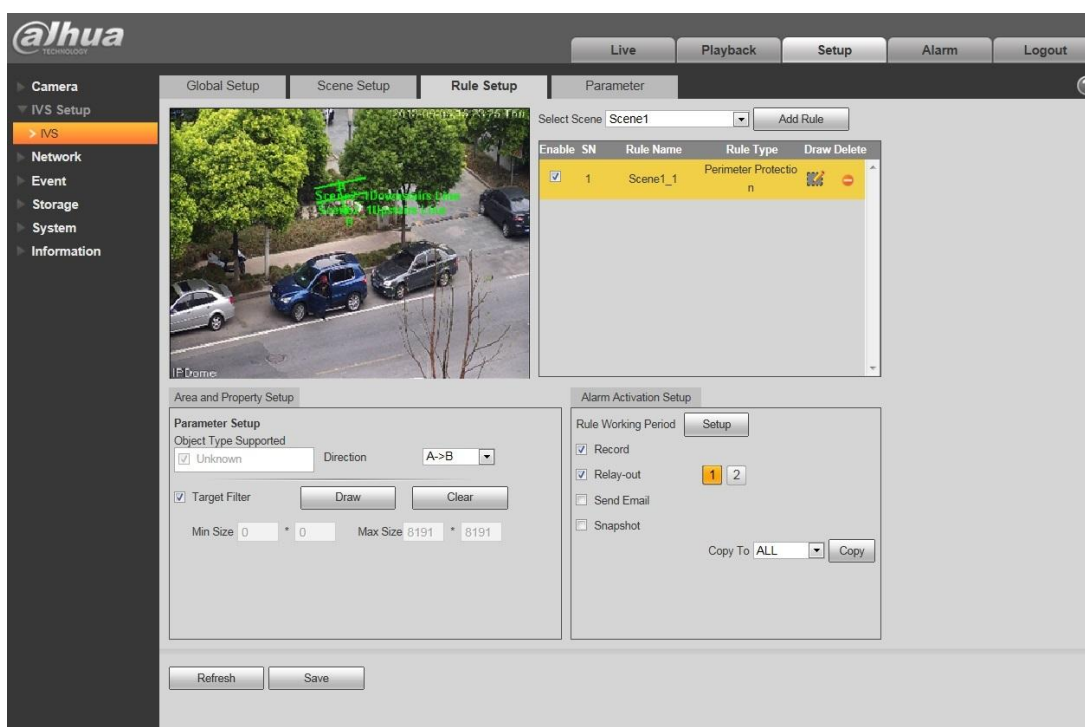 alhua
TECHNOLOGY
Live Playback Setup Alarm Logout
Camera
IVS Setup
> IVS
Network
Event
Storage
System
Information
Global Setup Scene Setup Rule Setup Parameter
IP Dome
Select Scene Scene1 Add Rule
Enable SN Rule Name Rule Type Draw Delete
1 Scene1_1 Perimeter Protectio
n
Area and Property Setup
Parameter Setup
Object Type Supported
Unknown Direction A->B
Target Filter Draw Clear
Min Size 0 * 0 Max Size 8191 * 8191
Alarm Activation Setup
Rule Working Period Setup
Record
Relay-out 1 2
Send Email
Snapshot
Copy To ALL Copy
Refresh Save